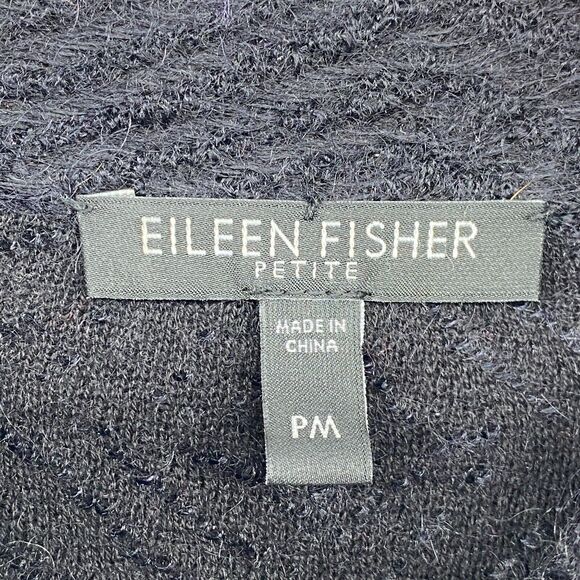 EILEEN FISHER
PETITE
MADE IN
CHINA
PM